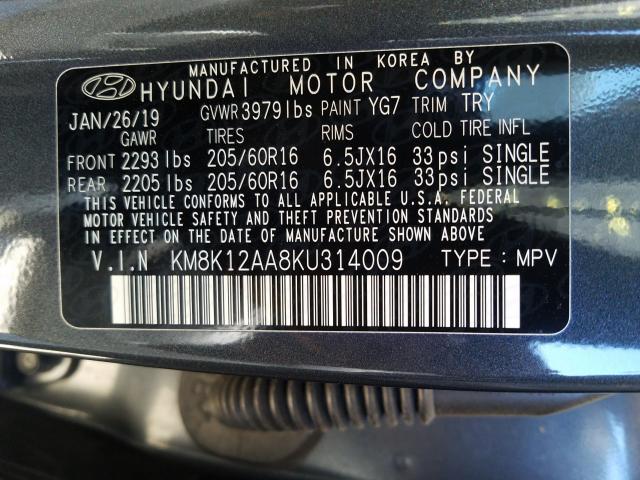 MANUFACTURED IN KOREA BY
HYUNDAI MOTOR COMPANY
JAN/26/19 GVWR 3979lbs PAINT YG7 TRIM TRY
GAWR TIRES RIMS COLD TIRE INFL
FRONT 2293 lbs 205/60R16 6.5JX16 33psi SINGLE
REAR 2205 lbs 205/60R16 6.5JX16 33psi SINGLE
THIS VEHICLE CONFORMS TO ALL APPLICABLE U.S.A. FEDERAL
MOTOR VEHICLE SAFETY AND THEFT PREVENTION STANDARDS
IN EFFECT ON THE DATE OF MANUFACTURE SHOWN ABOVE
V.I.N KM8K12AA8KU314009 TYPE : MPV